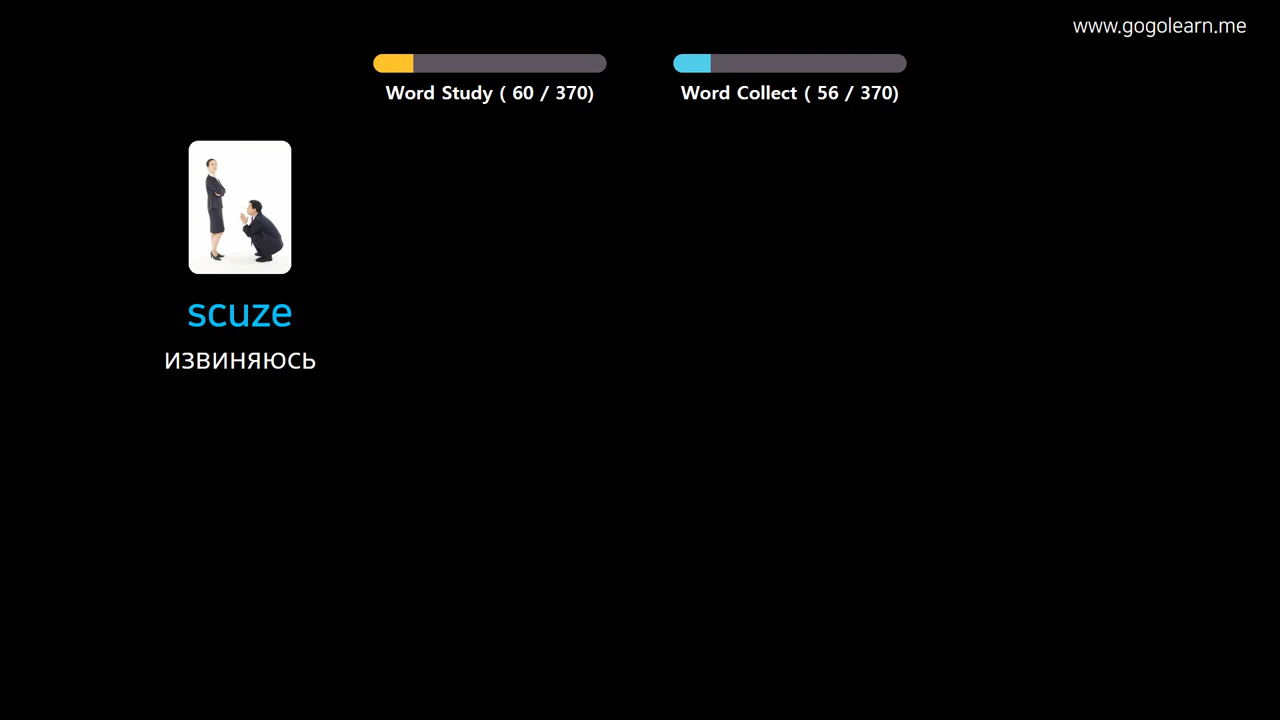 www.gogolearn.me
Word Study ( 60 / 370)
Word Collect ( 56 / 370)
scuze
извиняюсь